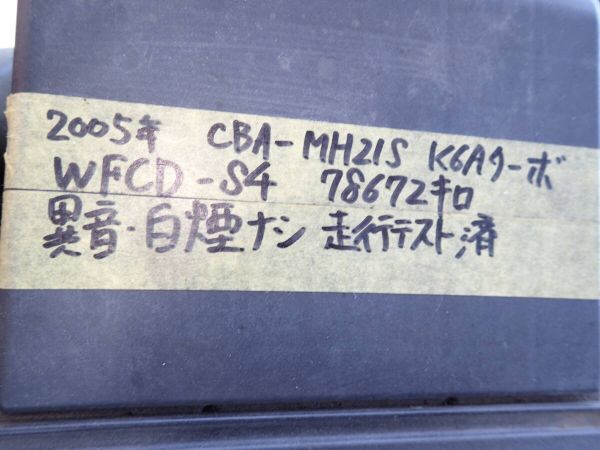 2005年 CBA-MH21S K6Aターボ
WFCD-S4 78672キロ
異音・白煙ナシ 走行テスト済